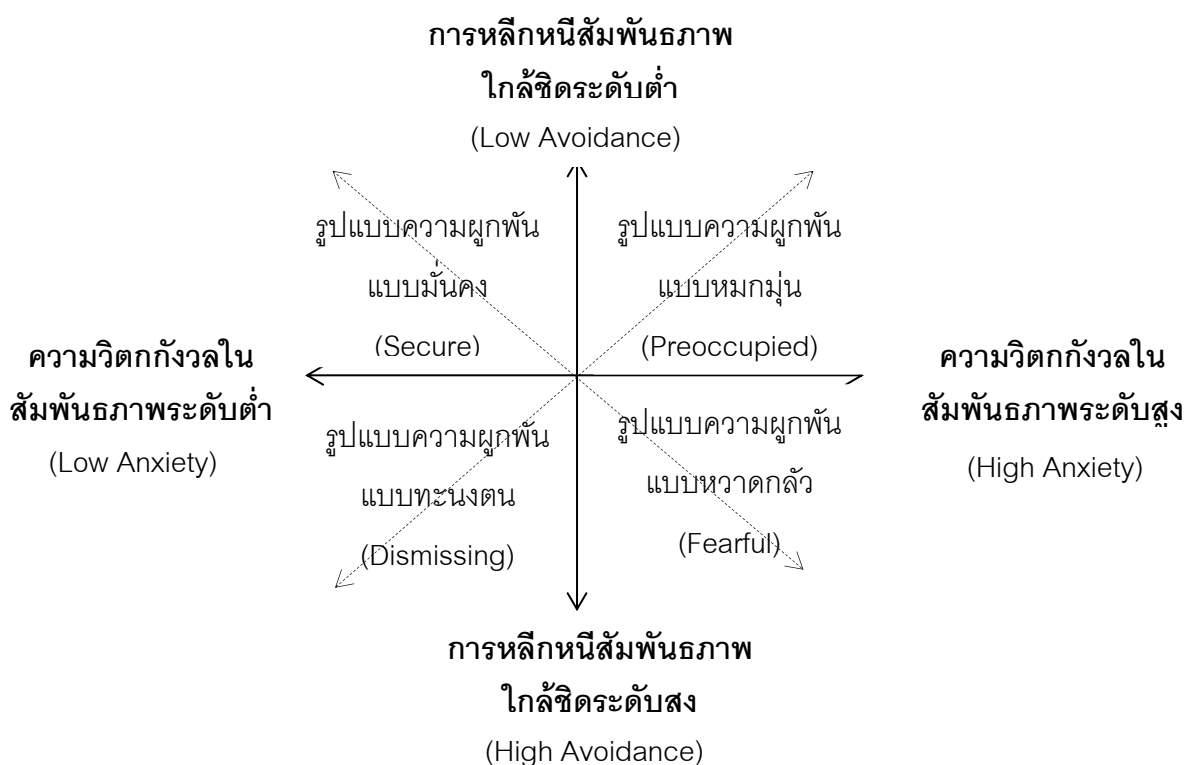 การหลีกหนีสัมพันธภาพ
ใกล้ชิดระดับต่ำ
(Low Avoidance)
รูปแบบความผูกพัน
แบบมั่นคง
(Secure)
รูปแบบความผูกพัน
แบบหมกมุ่น
(Preoccupied)
ความวิตกกังวลใน
สัมพันธภาพระดับต่ำ
(Low Anxiety)
ความวิตกกังวลใน
สัมพันธภาพระดับสูง
(High Anxiety)
รูปแบบความผูกพัน
แบบทะนงตน
(Dismissing)
รูปแบบความผูกพัน
แบบหวาดกลัว
(Fearful)
การหลีกหนีสัมพันธภาพ
ใกล้ชิดระดับสง
(High Avoidance)